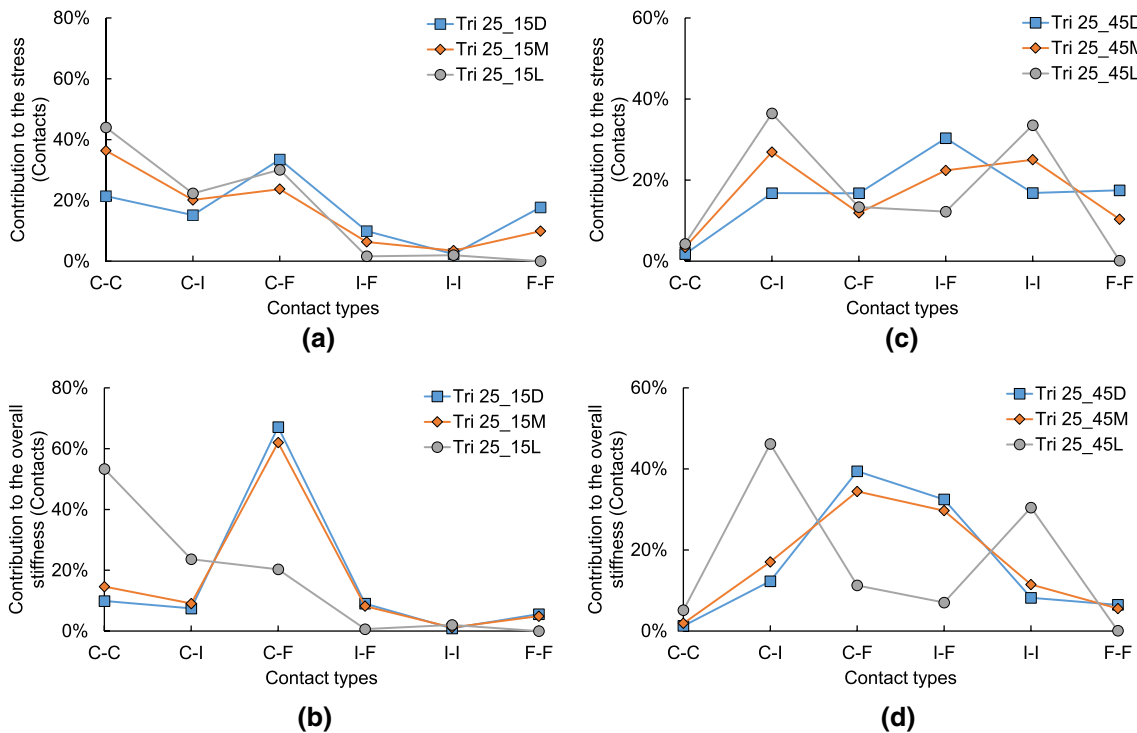 Contribution to the stress
(Contacts)
80%
60%
40%
20%
0%
Tri 25_15D
Tri 25_15M
Tri 25_15L
C-C C-I C-F I-F I-I F-F
Contact types
(a)
Contribution to the stress
(Contacts)
60%
40%
20%
0%
Tri 25_45D
Tri 25_45M
Tri 25_45L
C-C C-I C-F I-F I-I F-F
Contact types
(c)
Contribution to the overall
stiffness (Contacts)
80%
60%
40%
20%
0%
Tri 25_15D
Tri 25_15M
Tri 25_15L
C-C C-I C-F I-F I-I F-F
Contact types
(b)
Contribution to the overall
stiffness (Contacts)
60%
40%
20%
0%
Tri 25_45D
Tri 25_45M
Tri 25_45L
C-C C-I C-F I-F I-I F-F
Contact types
(d)